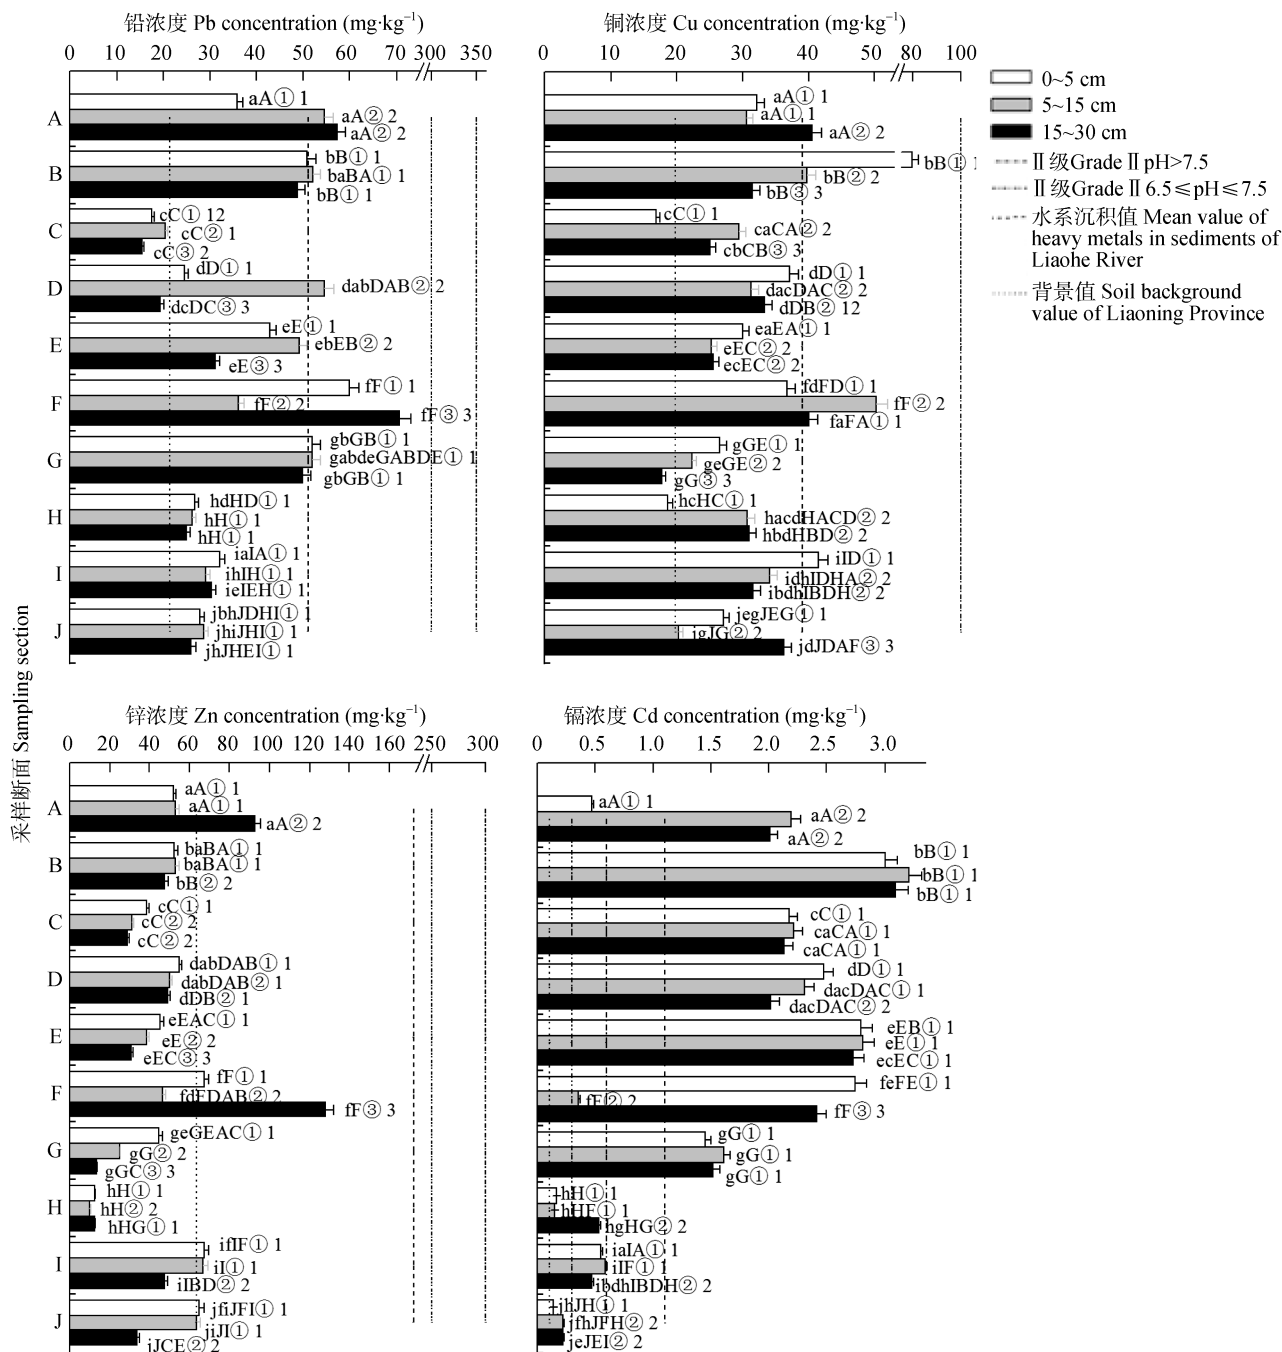 铅浓度 Pb concentration (mg·kg⁻¹)
0 10 20 30 40 50 60 70 300 350
A
aA① 1
aA② 2
aA② 2
B
bB① 1
baBA① 1
bB① 1
C
cC① 12
cC② 1
cC③ 2
D
dD① 1
dabDAB② 2
dcDC③ 3
E
eE① 1
ebEB② 2
eE③ 3
F
fF① 1
fF② 2
fF③ 3
G
gbGB① 1
gabdeGABDE① 1
gbGB① 1
H
hdHD① 1
hH① 1
hH① 1
I
iaIA① 1
ihIH① 1
ieIEH① 1
J
jbhJDHI① 1
jhiJHI① 1
jhJHEI① 1
铜浓度 Cu concentration (mg·kg⁻¹)
0 10 20 30 40 50 80 100
aA① 1
aA① 1
aA② 2
bB① 1
bB② 2
bB③ 3
cC① 1
caCA② 2
cbCB③ 3
dD① 1
dacDAC② 2
dDB② 12
eaEA① 1
eEC② 2
ecEC② 2
fdFD① 1
fF② 2
faFA① 1
gGE① 1
geGE② 2
gG③ 3
hcHC① 1
hacdHACD② 2
hbdHBD② 2
iID① 1
idhIDHA② 2
ibdhIBDH② 2
jegJEG① 1
jgJG② 2
jdJDAF③ 3
0~5 cm
5~15 cm
15~30 cm
Ⅱ级Grade Ⅱ pH>7.5
Ⅱ级Grade Ⅱ 6.5≤pH≤7.5
水系沉积值 Mean value of
heavy metals in sediments of
Liaohe River
背景值 Soil background
value of Liaoning Province
采样断面 Sampling section
锌浓度 Zn concentration (mg·kg⁻¹)
0 20 40 60 80 100 120 140 160 250 300
A
aA① 1
aA① 1
aA② 2
B
baBA① 1
baBA① 1
bB② 2
C
cC① 1
cC② 2
cC② 2
D
dabDAB① 1
dabDAB② 1
dDB② 1
E
eEAC① 1
eE② 2
eEC③ 3
F
fF① 1
fdFDAB② 2
fF③ 3
G
geGEAC① 1
gG② 2
gGC③ 3
H
hH① 1
hH② 2
hHG① 1
I
ifIF① 1
iI① 1
iIBD② 2
J
jfiJFI① 1
jiJI① 1
jJCE② 2
镉浓度 Cd concentration (mg·kg⁻¹)
0 0.5 1.0 1.5 2.0 2.5 3.0
aA① 1
aA② 2
aA② 2
bB① 1
bB① 1
bB① 1
cC① 1
caCA① 1
caCA① 1
dD① 1
dacDAC① 1
dacDAC② 2
eEB① 1
eE① 1
ecEC① 1
feFE① 1
fF② 2
fF③ 3
gG① 1
gG① 1
gG① 1
hH① 1
hHF① 1
hgHG② 2
iaIA① 1
iIF① 1
ibdhIBDH② 2
jhJH① 1
jfhJFH② 2
jeJEI② 2